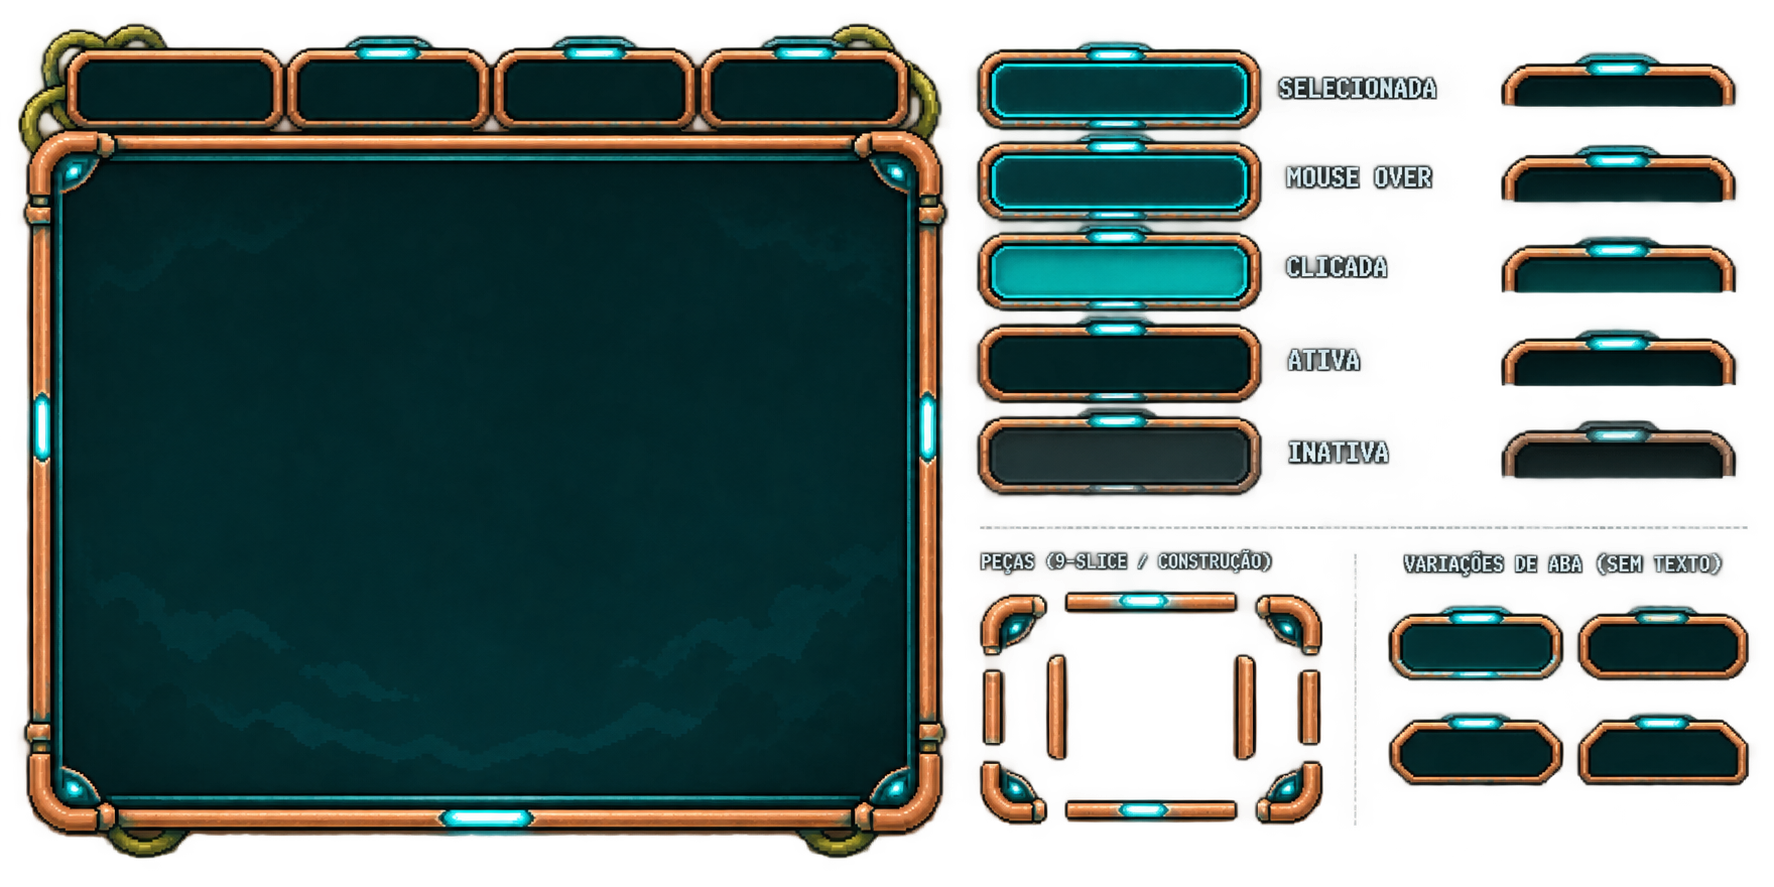 SELECIONADA
MOUSE OVER
CLICADA
ATIVA
INATIVA
PEÇAS (9-SLICE / CONSTRUÇÃO)
VARIAÇÕES DE ABA (SEM TEXTO)